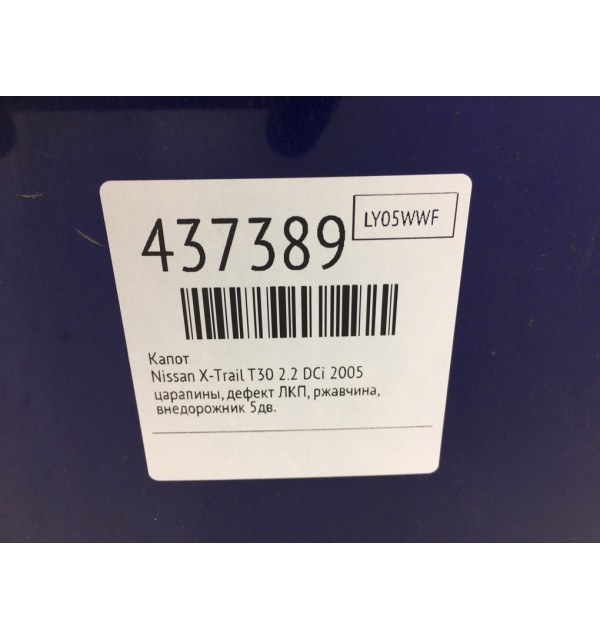 LY05WWF
437389
Капот
Nissan X-Trail T30 2.2 DCi 2005
царапины, дефект ЛКП, ржавчина,
внедорожник 5дв.